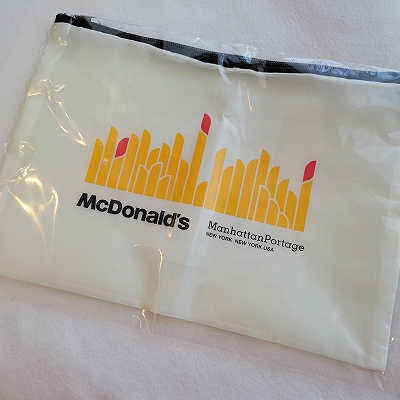 McDonald's
ManhattanPortage
NEW YORK NEW YORK USA